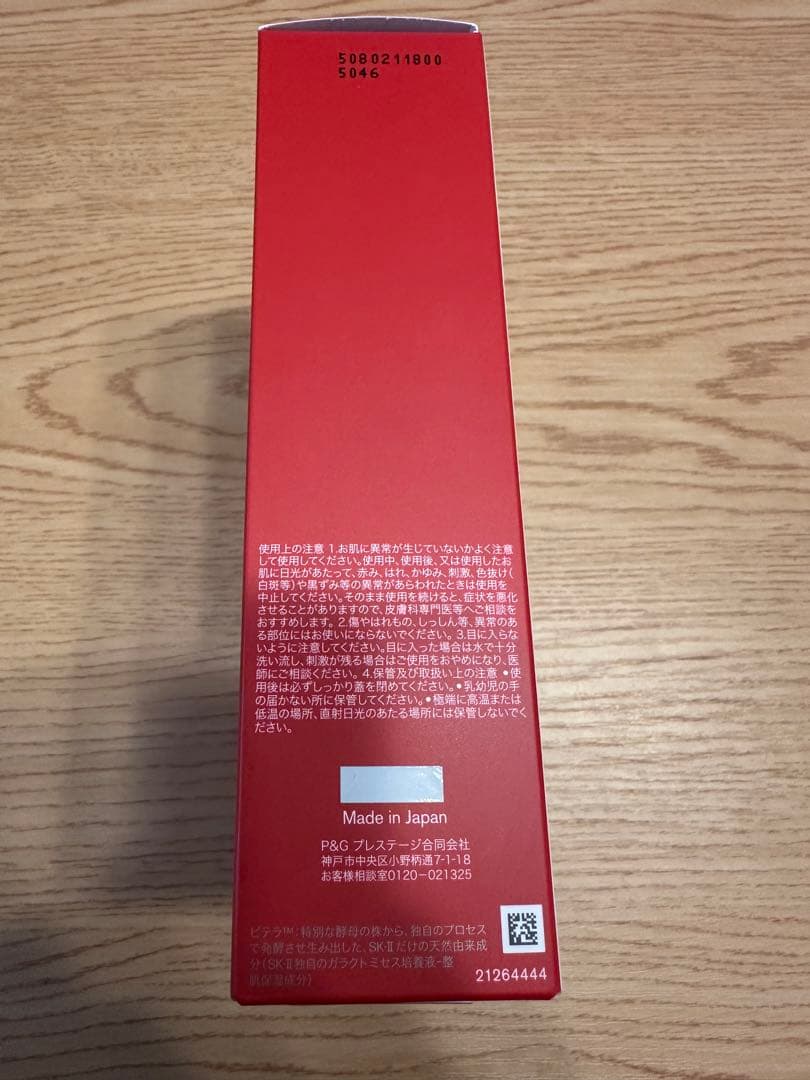 5080211800
5046
使用上の注意 1.お肌に異常が生じていないかよく注意
して使用してください。使用中、使用後、又は使用したお
肌に日光があたって、赤み、はれ、かゆみ、刺激、色抜け(
白斑等)や黒ずみ等の異常があらわれたときは使用を
中止してください。そのまま使用を続けると、症状を悪化
させることがありますので、皮膚科専門医等へご相談を
おすすめします。2.傷やはれもの、しっしん等、異常のあ
る部位にはお使いにならないでください。3.目に入らな
いように注意してください。目に入った場合は水で十分
洗い流し、刺激が残る場合はご使用をおやめになり、医
師にご相談ください。4.保管及び取扱い上の注意 ●使
用後は必ずしっかり蓋を閉めてください。●乳幼児の手
の届かない所に保管してください。●極端に高温または
低温の場所、直射日光のあたる場所には保管しないでく
ださい。
Made in Japan
P&G プレステージ合同会社
神戸市中央区小野柄通7-1-18
お客様相談室0120-021325
ピテラ™:特別な酵母の株から、独自のプロセス
で発酵させ生み出した、SK-IIだけの天然由来成
分(SK-II独自のガラクトミセス培養液-整
肌保湿成分)
21264444